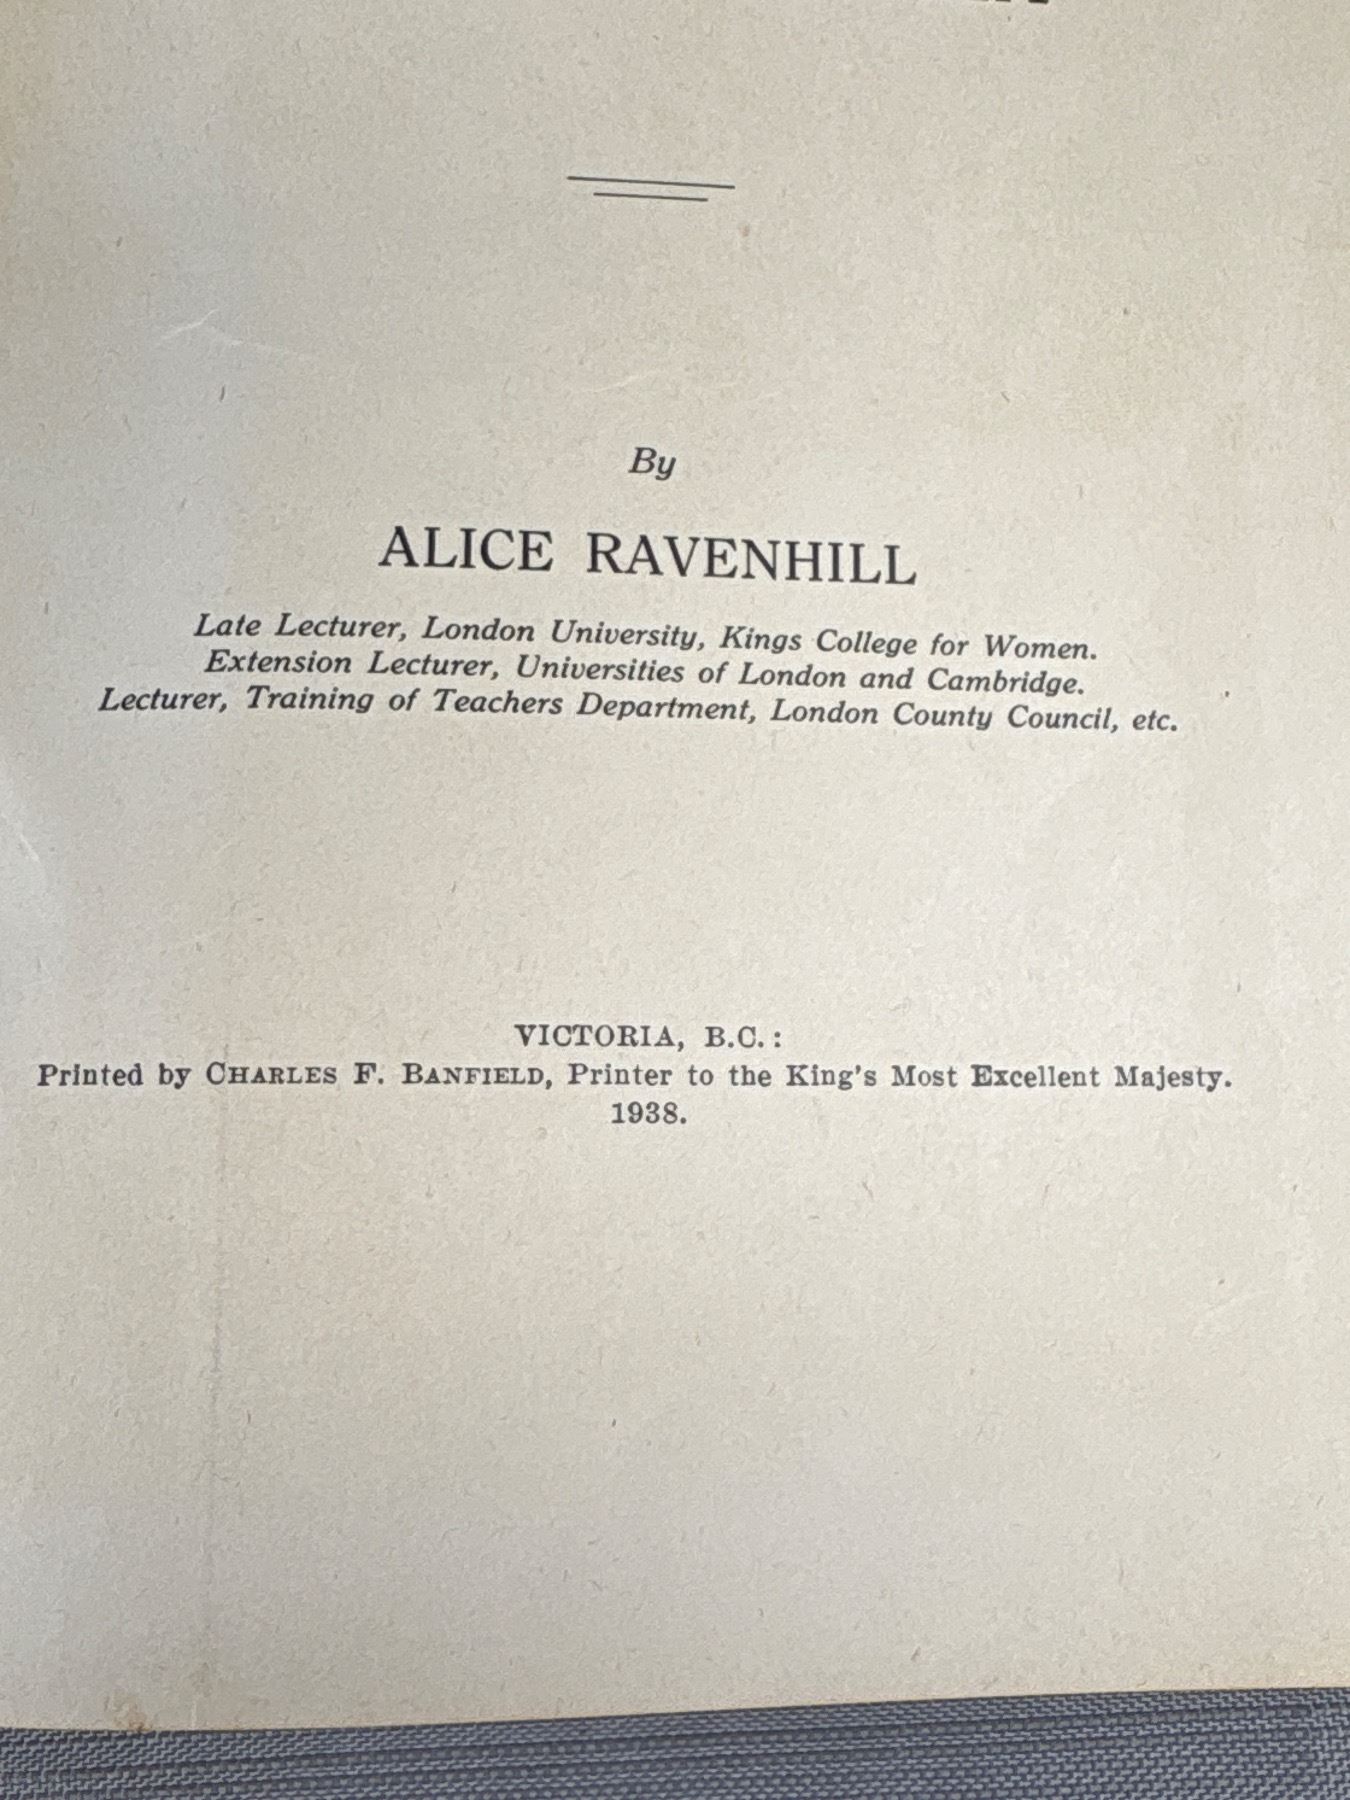 By
ALICE RAVENHILL
Late Lecturer, London University, Kings College for Women.
Extension Lecturer, Universities of London and Cambridge.
Lecturer, Training of Teachers Department, London County Council, etc.
VICTORIA, B.C.:
Printed by CHARLES F. BANFIELD, Printer to the King's Most Excellent Majesty.
1938.